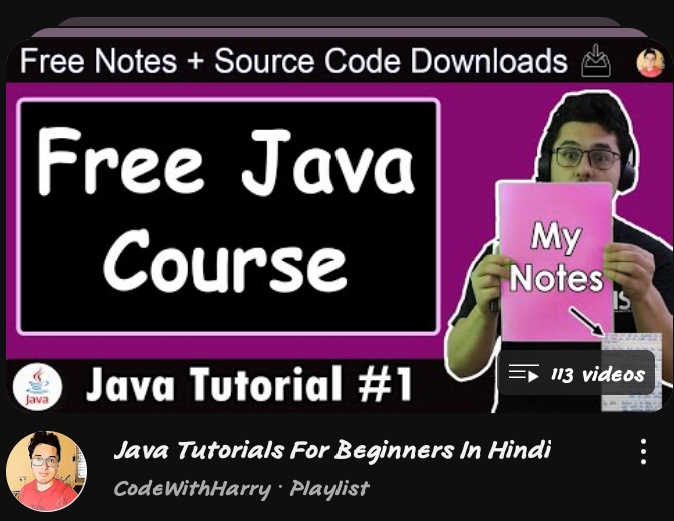 Free Notes + Source Code Downloads
Free Java
Course
My
Notes
Java
Java Tutorial #1
113 videos
Java Tutorials For Beginners In Hindi
CodeWithHarry · Playlist